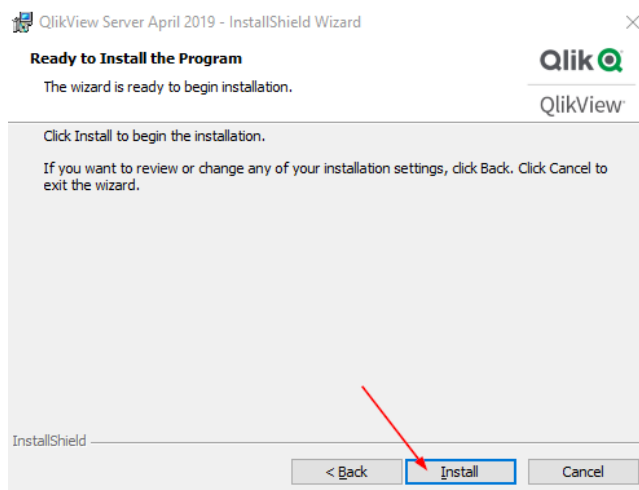 QlikView Server April 2019 - InstallShield Wizard
Ready to Install the Program
The wizard is ready to begin installation.
Qlik
QlikView
Click Install to begin the installation.
If you want to review or change any of your installation settings, click Back. Click Cancel to
exit the wizard.
InstallShield
< Back
Install
Cancel